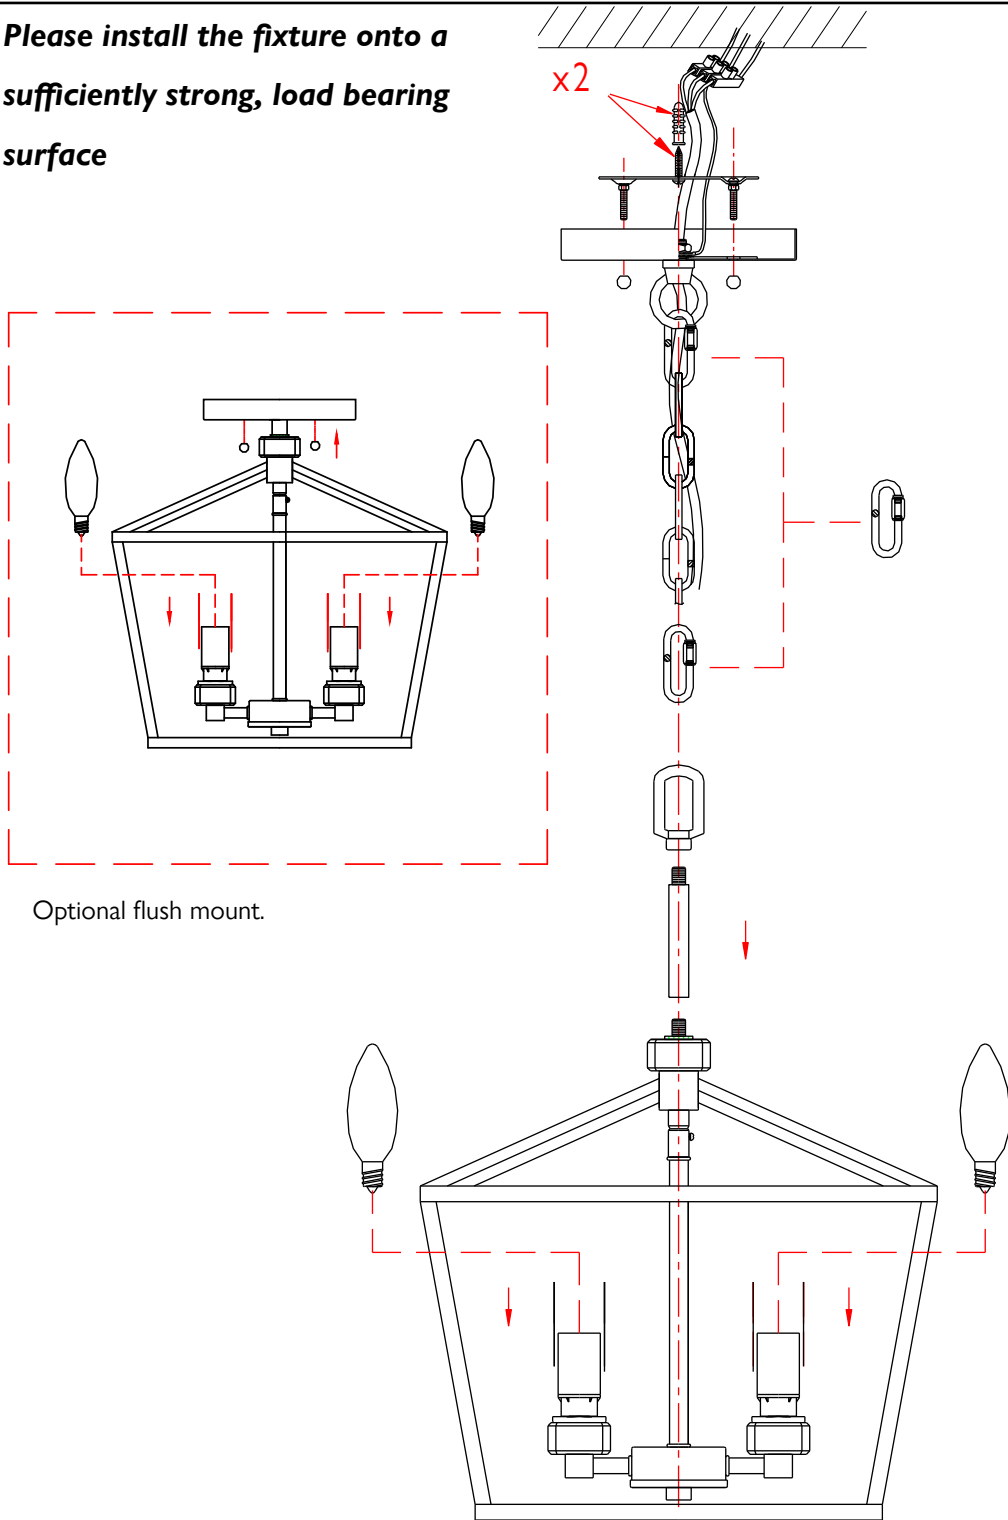 Please install the fixture onto a
sufficiently strong, load bearing
surface
x2
Optional flush mount.